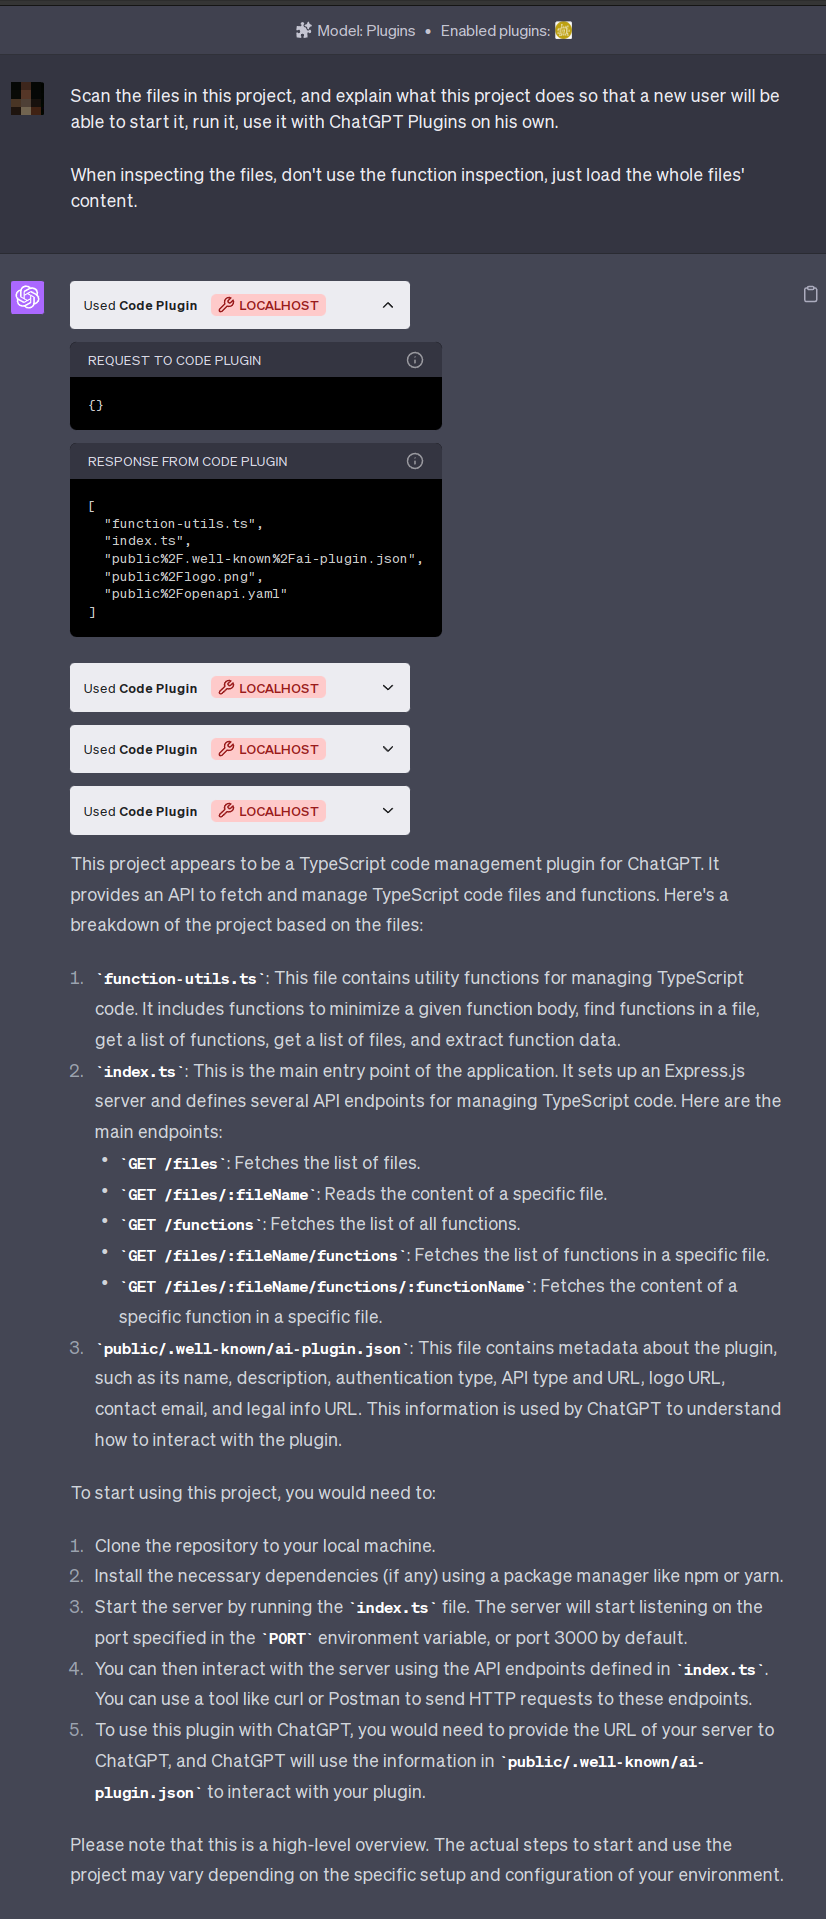 Model: Plugins • Enabled plugins:
Scan the files in this project, and explain what this project does so that a new user will be
able to start it, run it, use it with ChatGPT Plugins on his own.
When inspecting the files, don't use the function inspection, just load the whole files'
content.
Used Code Plugin LOCALHOST
REQUEST TO CODE PLUGIN
{}
RESPONSE FROM CODE PLUGIN
[
"function-utils.ts",
"index.ts",
"public%2F.well-known%2Fai-plugin.json",
"public%2Flogo.png",
"public%2Fopenapi.yaml"
]
Used Code Plugin LOCALHOST
Used Code Plugin LOCALHOST
Used Code Plugin LOCALHOST
This project appears to be a TypeScript code management plugin for ChatGPT. It
provides an API to fetch and manage TypeScript code files and functions. Here's a
breakdown of the project based on the files:
1. `function-utils.ts`: This file contains utility functions for managing TypeScript
code. It includes functions to minimize a given function body, find functions in a file,
get a list of functions, get a list of files, and extract function data.
2. `index.ts`: This is the main entry point of the application. It sets up an Express.js
server and defines several API endpoints for managing TypeScript code. Here are the
main endpoints:
• `GET /files`: Fetches the list of files.
• `GET /files/:fileName`: Reads the content of a specific file.
• `GET /functions`: Fetches the list of all functions.
• `GET /files/:fileName/functions`: Fetches the list of functions in a specific file.
• `GET /files/:fileName/functions/:functionName`: Fetches the content of a
specific function in a specific file.
3. `public/.well-known/ai-plugin.json`: This file contains metadata about the plugin,
such as its name, description, authentication type, API type and URL, logo URL,
contact email, and legal info URL. This information is used by ChatGPT to understand
how to interact with the plugin.
To start using this project, you would need to:
1. Clone the repository to your local machine.
2. Install the necessary dependencies (if any) using a package manager like npm or yarn.
3. Start the server by running the `index.ts` file. The server will start listening on the
port specified in the `PORT` environment variable, or port 3000 by default.
4. You can then interact with the server using the API endpoints defined in `index.ts`.
You can use a tool like curl or Postman to send HTTP requests to these endpoints.
5. To use this plugin with ChatGPT, you would need to provide the URL of your server to
ChatGPT, and ChatGPT will use the information in `public/.well-known/ai-
plugin.json` to interact with your plugin.
Please note that this is a high-level overview. The actual steps to start and use the
project may vary depending on the specific setup and configuration of your environment.